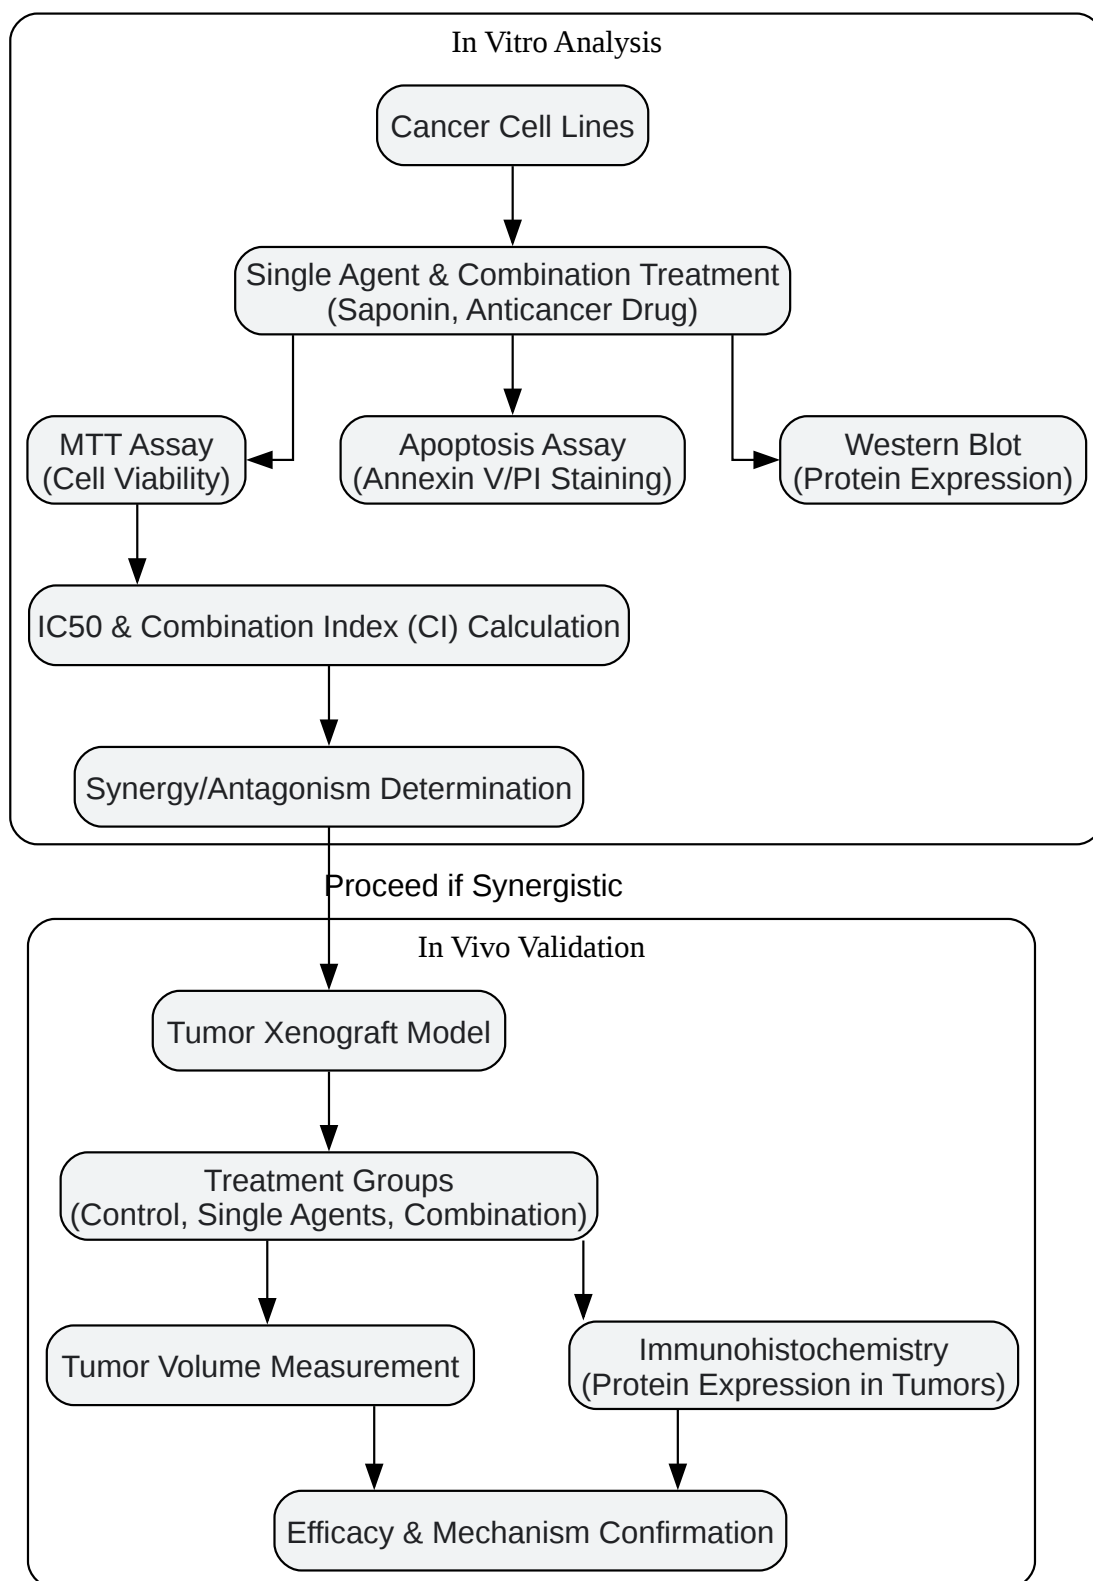 In Vitro Analysis
Cancer Cell Lines
Single Agent & Combination Treatment
(Saponin, Anticancer Drug)
MTT Assay
(Cell Viability)
Apoptosis Assay
(Annexin V/PI Staining)
Western Blot
(Protein Expression)
IC50 & Combination Index (CI) Calculation
Synergy/Antagonism Determination
Proceed if Synergistic
In Vivo Validation
Tumor Xenograft Model
Treatment Groups
(Control, Single Agents, Combination)
Tumor Volume Measurement
Immunohistochemistry
(Protein Expression in Tumors)
Efficacy & Mechanism Confirmation